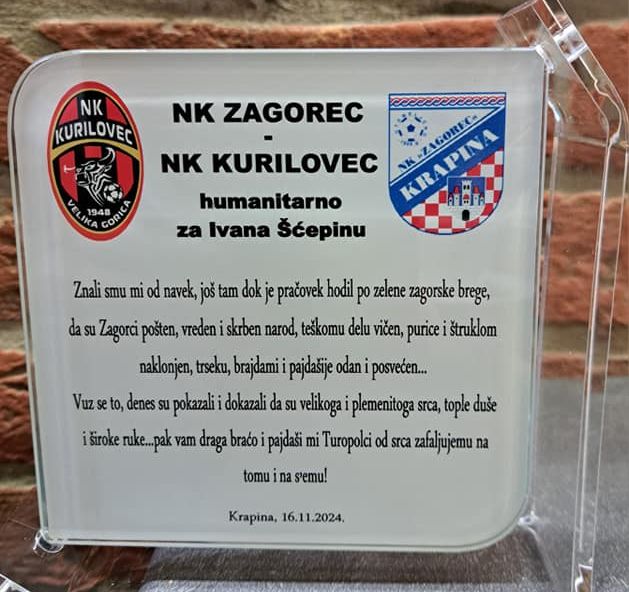 NK
KURILOVEC
1948
VELIKA GORICA
NK ZAGOREC
-
NK KURILOVEC
humanitarno
za Ivana Šćepinu
NK "ZAGOREC"
KRAPINA
Znali smu mi od navek, još tam dok je pračovek hodil po zelene zagorske brege,
da su Zagorci pošten, vreden i skrben narod, teškomu delu vičen, purice i štruklom
naklonjen, trseku, brajdami i pajdašije odan i posvećen...
Vuz se to, denes su pokazali i dokazali da su velikoga i plemenitoga srca, tople duše
i široke ruke...pak vam draga braćo i pajdaši mi Turopolci od srca zafaljujemu na
tomu i na s'emu!
Krapina, 16.11.2024.